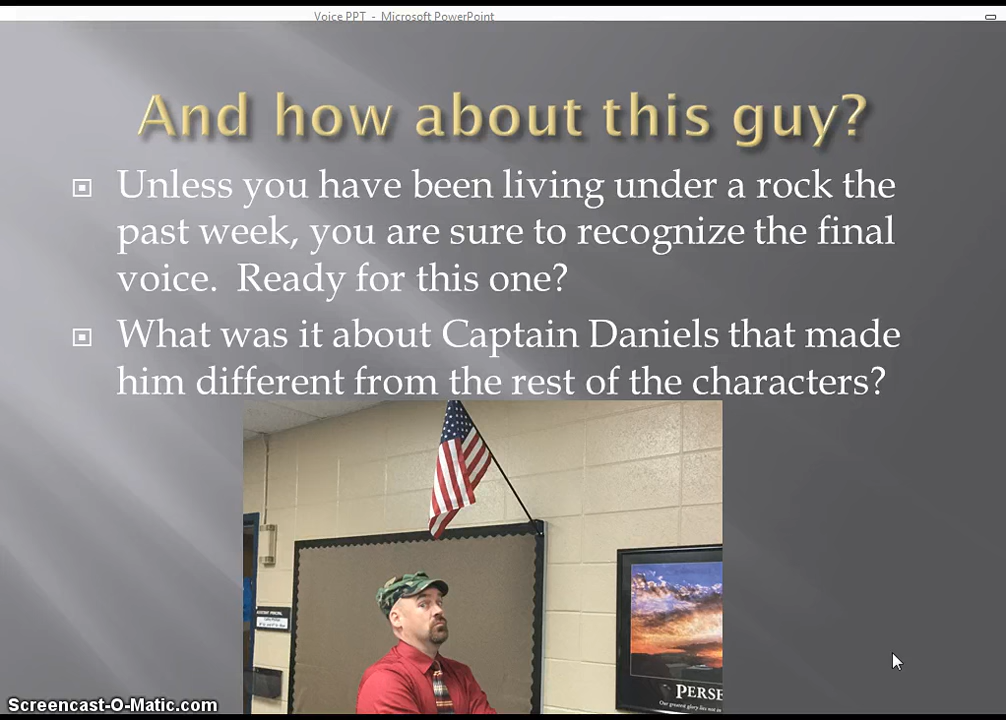 Voice PPT - Microsoft PowerPoint
And how about this guy?
Unless you have been living under a rock the
past week, you are sure to recognize the final
voice. Ready for this one?
What was it about Captain Daniels that made
him different from the rest of the characters?
PERSE
Screencast-O-Matic.com